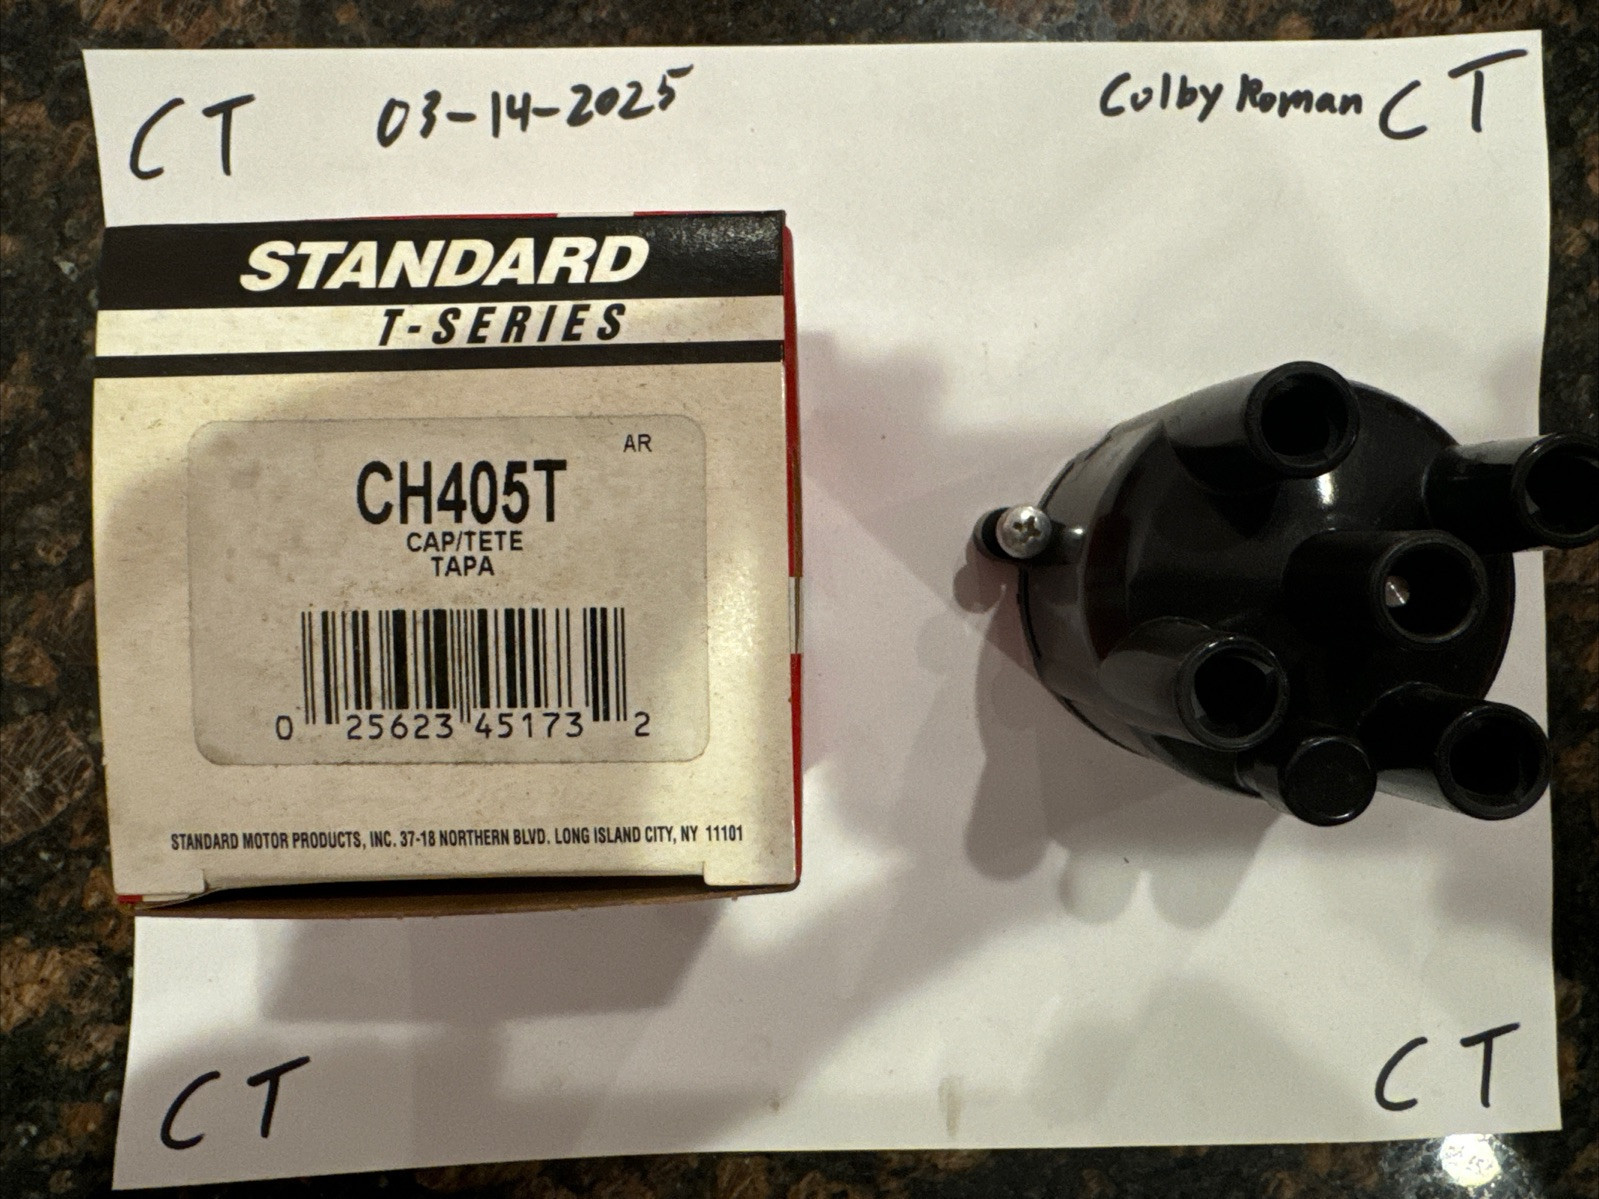 CT 03-14-2025 Colby Roman CT
STANDARD
T-SERIES
AR
CH405T
CAP/TETE
TAPA
0 25623 45173 2
STANDARD MOTOR PRODUCTS, INC. 37-18 NORTHERN BLVD. LONG ISLAND CITY, NY 11101
CT CT